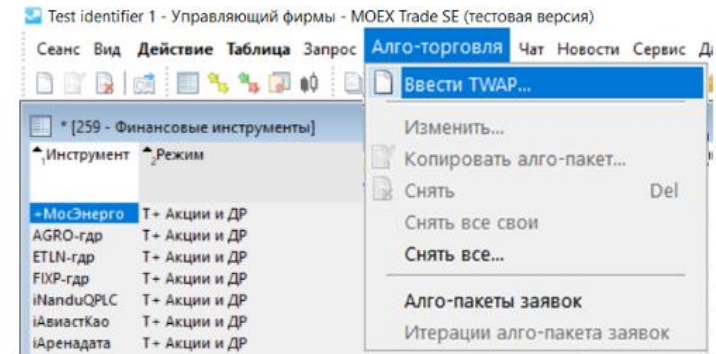 Test identifier 1 - Управляющий фирмы - MOEX Trade SE (тестовая версия)
Сеанс Вид Действие Таблица Запрос Алго-торговля Чат Новости Сервис
Ввести TWAP...
* [259 - Финансовые инструменты]
Изменить...
1Инструмент 2Режим
Копировать алго-пакет...
Снять Del
Снять все свои
+МосЭнерго T+ Акции и ДР
AGRO-гдр T+ Акции и ДР
Снять все...
ETLN-гдр T+ Акции и ДР
FIXP-гдр T+ Акции и ДР
Алго-пакеты заявок
iNanduQPLC T+ Акции и ДР
iАвиастКао T+ Акции и ДР
Итерации алго-пакета заявок
iАренадата T+ Акции и ДР